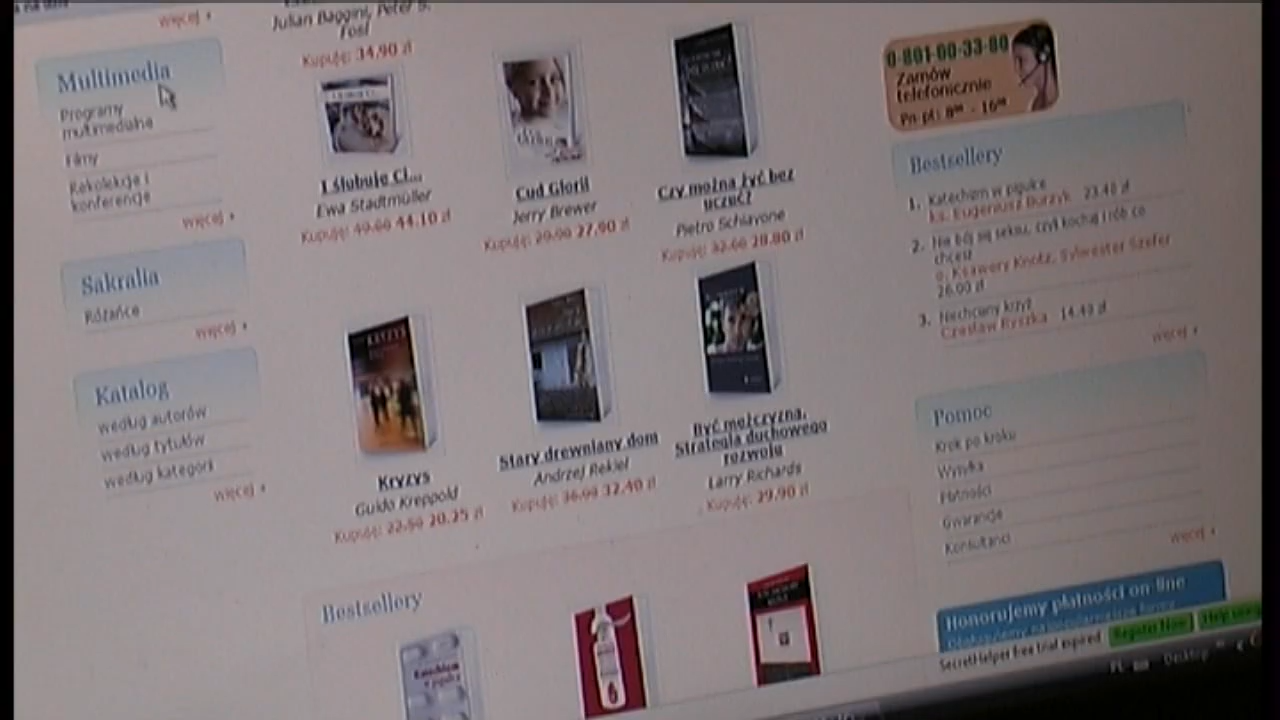 więcej
Multimedia
Programy
multimedialne
Filmy
Rekolekcje i
konferencje
więcej
Sakralia
Różańce
więcej
Katalog
według autorów
według tytułów
według kategorii
więcej
Julian Baggini, Peter S.
Fosl
Kupuję: 34.90 zł
I ślubuję Ci...
Ewa Stadtmüller
Kupuję: 49.00 44.10 zł
Cud Glorii
Jerry Brewer
Kupuję: 27.90 zł
Czy można żyć bez
uczuć?
Pietro Schiavone
Kupuję: 32.00 28.80 zł
KRYZYS
Kryzys
Guido Kreppold
Kupuję: 22.50 20.25 zł
Stary drewniany dom
Andrzej Rekiel
Kupuję: 36.00 32.40 zł
Być mężczyzną.
Strategia duchowego
rozwoju
Larry Richards
Kupuję: 29.90 zł
Bestsellery
Katechizm
w pigułce
0-801-00-33-80
Zamów
telefonicznie
Pn-pt: 8⁰⁰ - 16⁰⁰
Bestsellery
1. Katechizm w pigułce
ks. Eugeniusz Burzyk 23.40 zł
2. Nie bój się seksu, czyli kochaj i rób co
chcesz
o. Ksawery Knotz, Sylwester Szefer
26.00 zł
3. Niechciany krzyż
Czesław Ryszka 14.49 zł
więcej
Pomoc
Krok po kroku
Wysyłka
Płatności
Gwarancje
Konsultanci
więcej
Honorujemy płatności on-line
SecretHelper free trial expired Register Now
PL Desktop